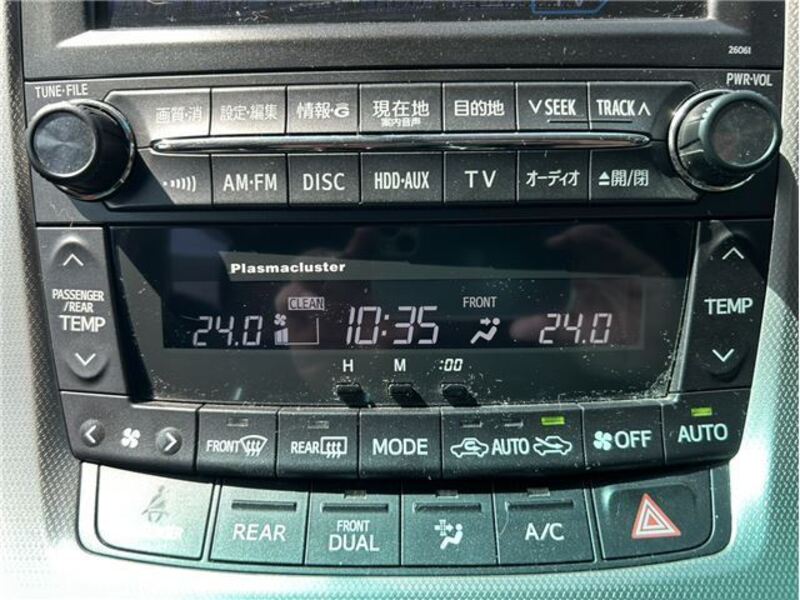 26061
TUNE·FILE
PWR·VOL
画質·消
設定·編集
情報·G
現在地
案内音声
目的地
∨ SEEK
TRACK ∧
AM·FM
DISC
HDD·AUX
TV
オーディオ
▲開/閉
PASSENGER
/REAR
TEMP
Plasmacluster
TEMP
CLEAN
FRONT
24.0
10:35
24.0
H
M
:00
FRONT
REAR
MODE
AUTO
OFF
AUTO
REAR
FRONT
DUAL
A/C